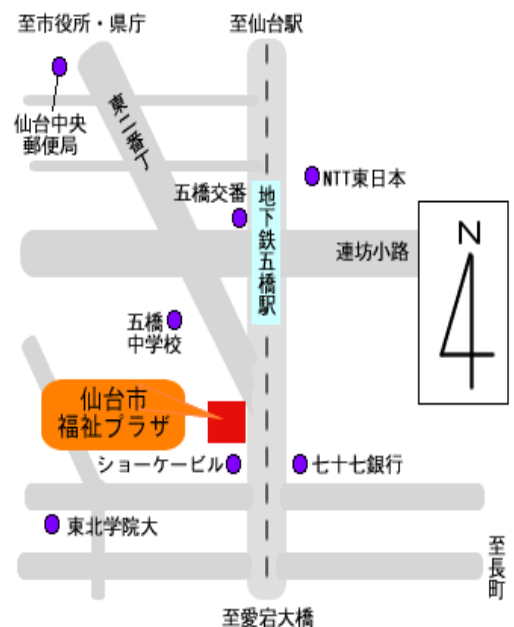 至市役所・県庁
至仙台駅
東二番丁
仙台中央
郵便局
NTT東日本
五橋交番
地下鉄五橋駅
連坊小路
N
五橋
中学校
仙台市
福祉プラザ
ショーケービル
七十七銀行
東北学院大
至長町
至愛宕大橋